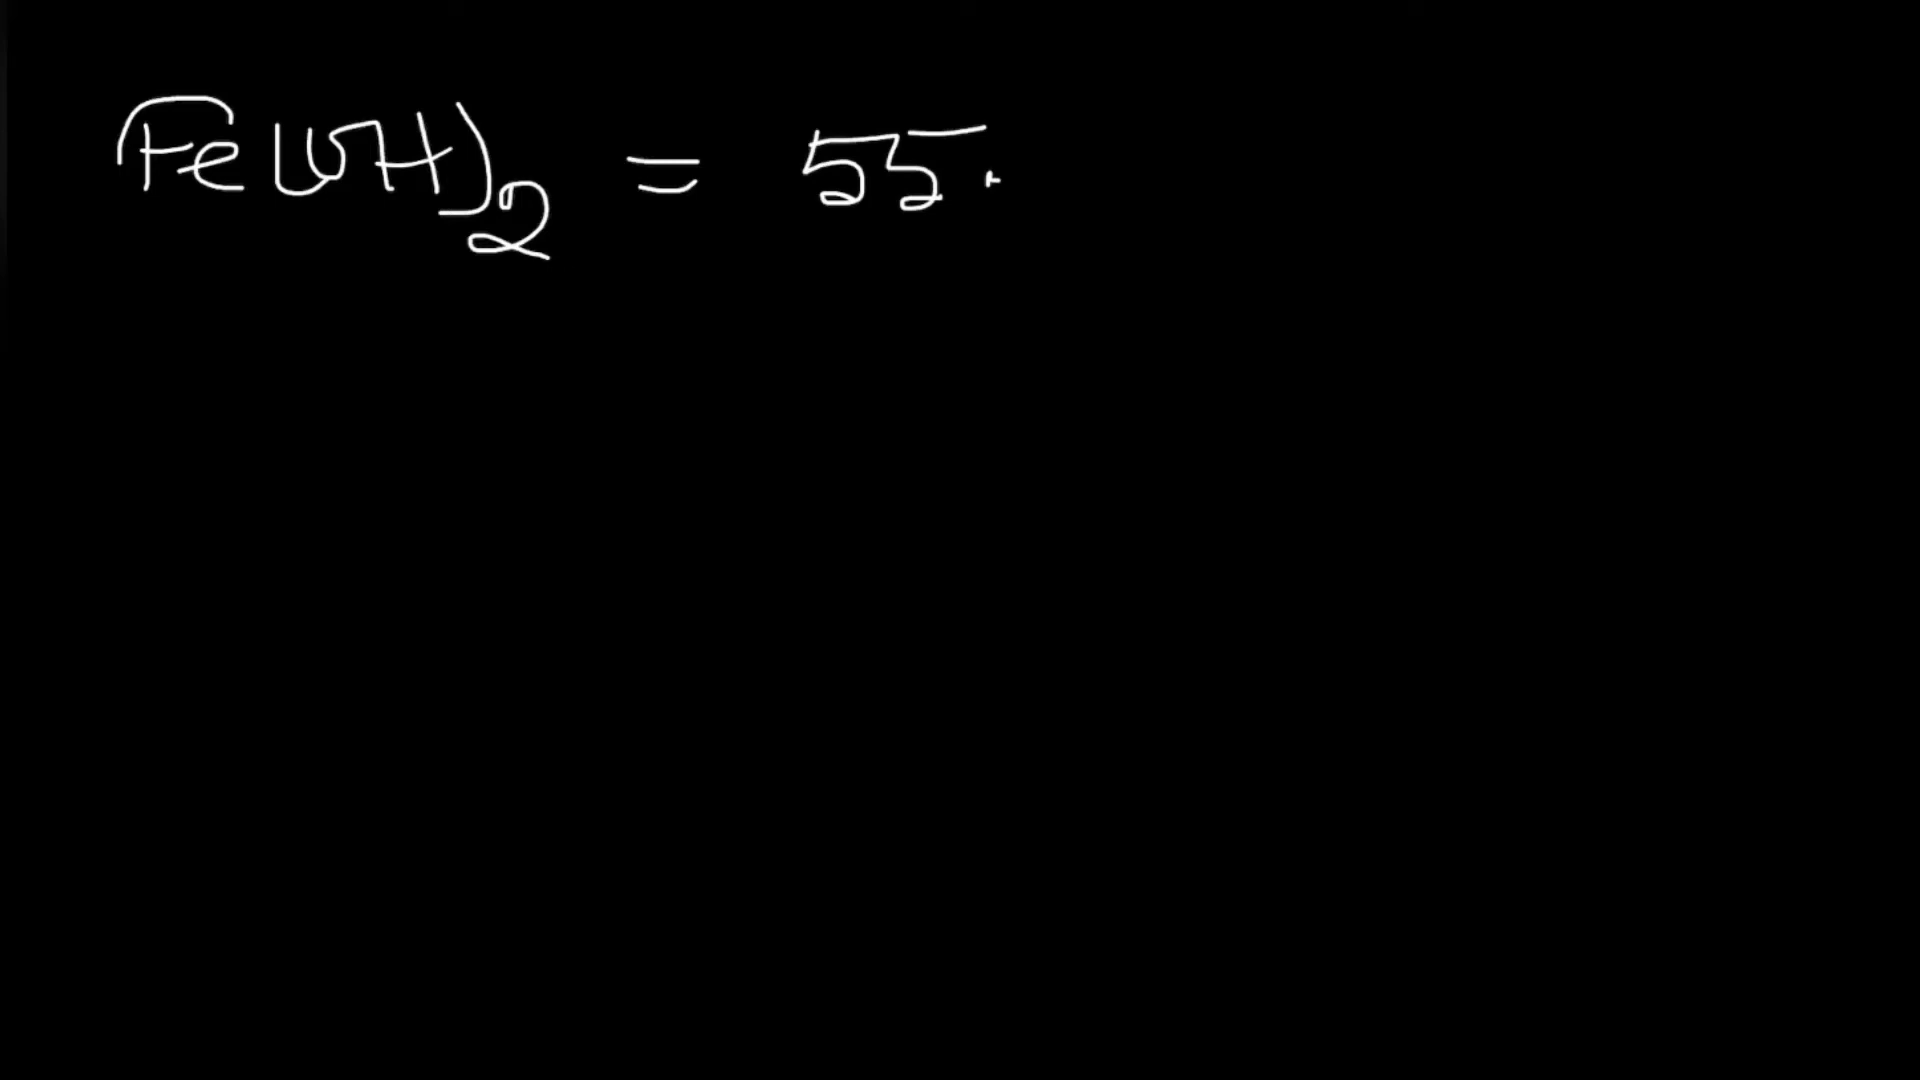 Fe(OH)₂ = 55.